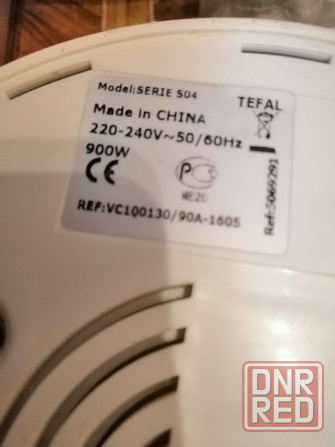 Model:SERIE S04
TEFAL
Made in CHINA
220-240V~50/60Hz
900W
CE
ME20
REF:VC100130/90A-1605
Ref:5069291
DNR
RED